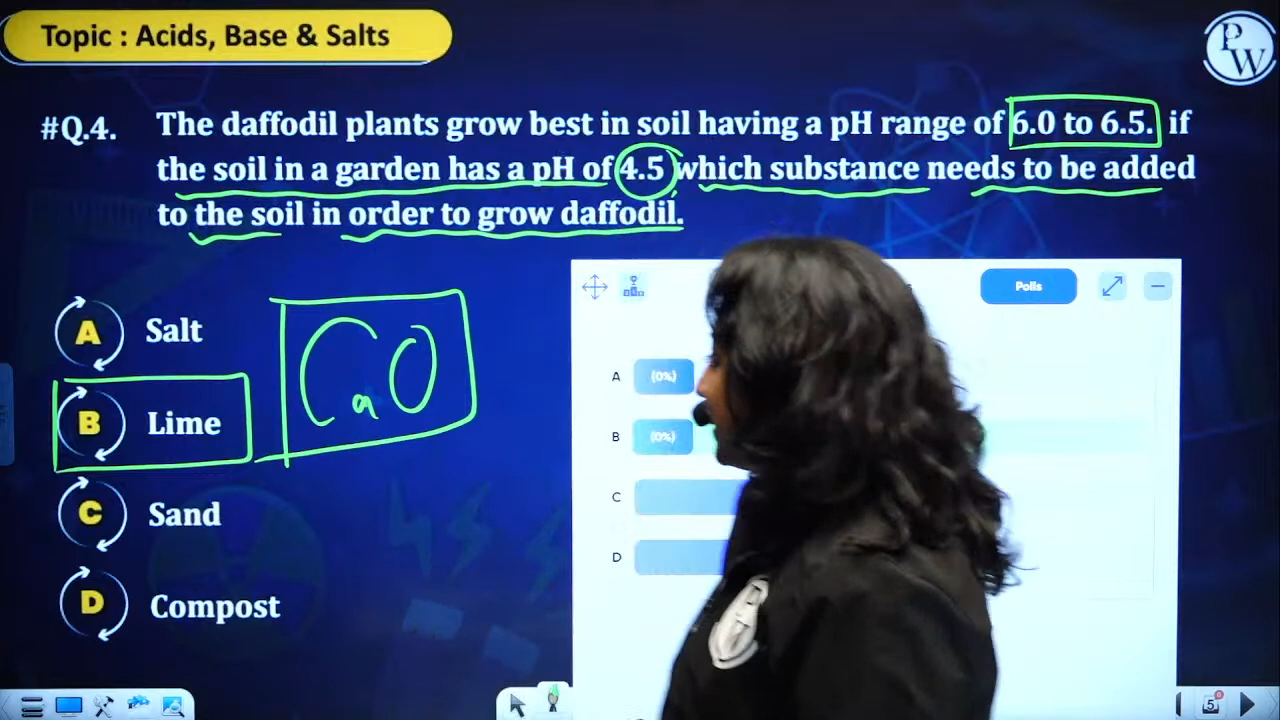 Topic : Acids, Base & Salts
PW
#Q.4. The daffodil plants grow best in soil having a pH range of 6.0 to 6.5. if
the soil in a garden has a pH of 4.5 which substance needs to be added
to the soil in order to grow daffodil.
A Salt
B Lime
C Sand
D Compost
CaO
Polls
A (0%)
B (0%)
C
D
5